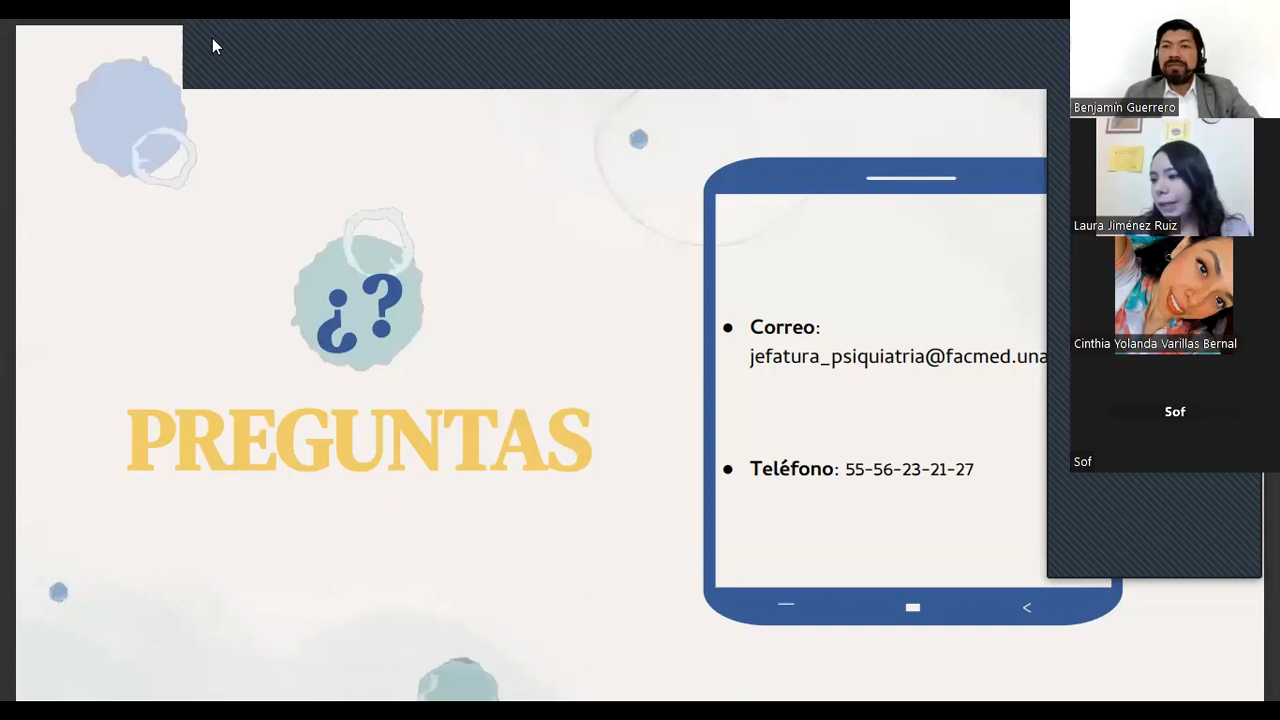 ¿?
PREGUNTAS
● Correo:
jefatura_psiquiatria@facmed.una
● Teléfono: 55-56-23-21-27
Benjamín Guerrero
Laura Jiménez Ruiz
Cinthia Yolanda Varillas Bernal
Sof
Sof